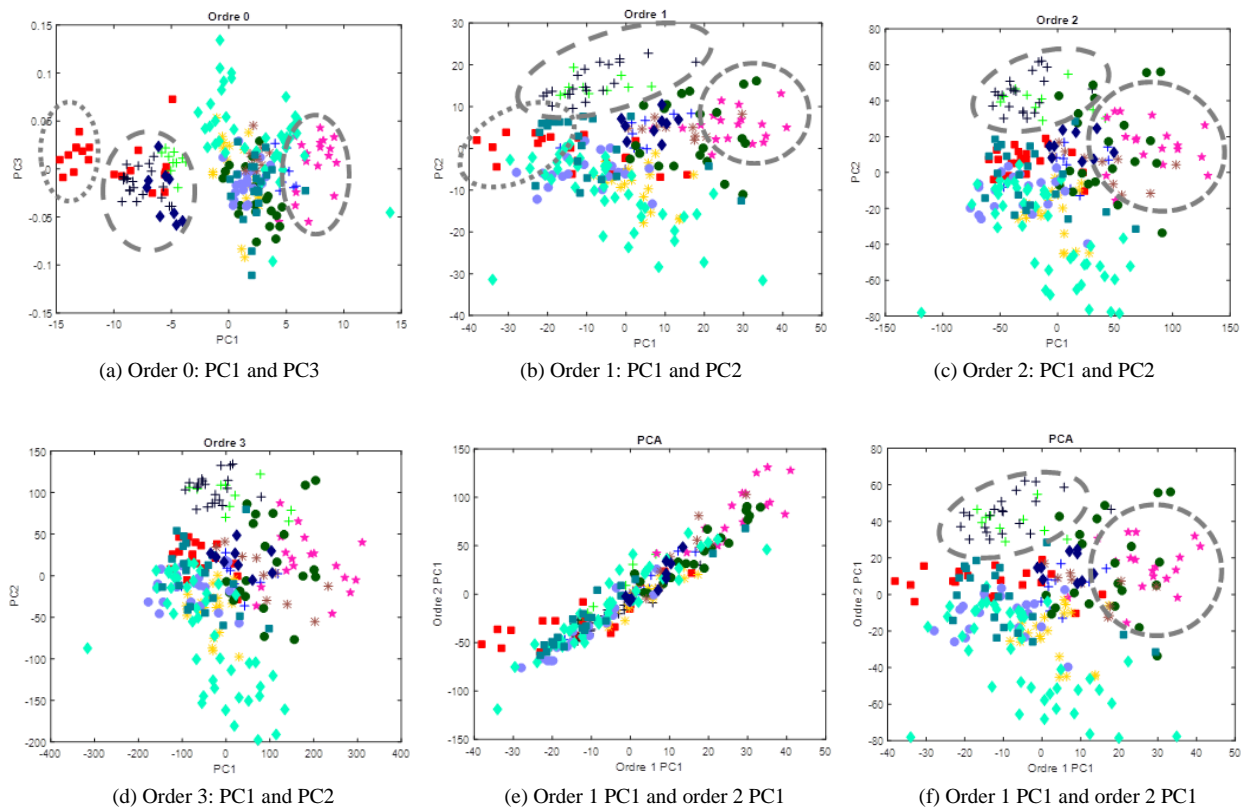 Ordre 0
PC3
0.15
0.1
0.05
0
-0.05
-0.1
-0.15
-15 -10 -5 0 5 10 15
PC1
(a) Order 0: PC1 and PC3
Ordre 1
PC2
30
20
10
0
-10
-20
-30
-40
-40 -30 -20 -10 0 10 20 30 40 50
PC1
(b) Order 1: PC1 and PC2
Ordre 2
PC2
80
60
40
20
0
-20
-40
-60
-80
-150 -100 -50 0 50 100 150
PC1
(c) Order 2: PC1 and PC2
Ordre 3
PC2
150
100
50
0
-50
-100
-150
-200
-400 -300 -200 -100 0 100 200 300 400
PC1
(d) Order 3: PC1 and PC2
PCA
Ordre 2 PC1
150
100
50
0
-50
-100
-150
-40 -30 -20 -10 0 10 20 30 40 50
Ordre 1 PC1
(e) Order 1 PC1 and order 2 PC1
PCA
Ordre 2 PC1
80
60
40
20
0
-20
-40
-60
-80
-40 -30 -20 -10 0 10 20 30 40 50
Ordre 1 PC1
(f) Order 1 PC1 and order 2 PC1